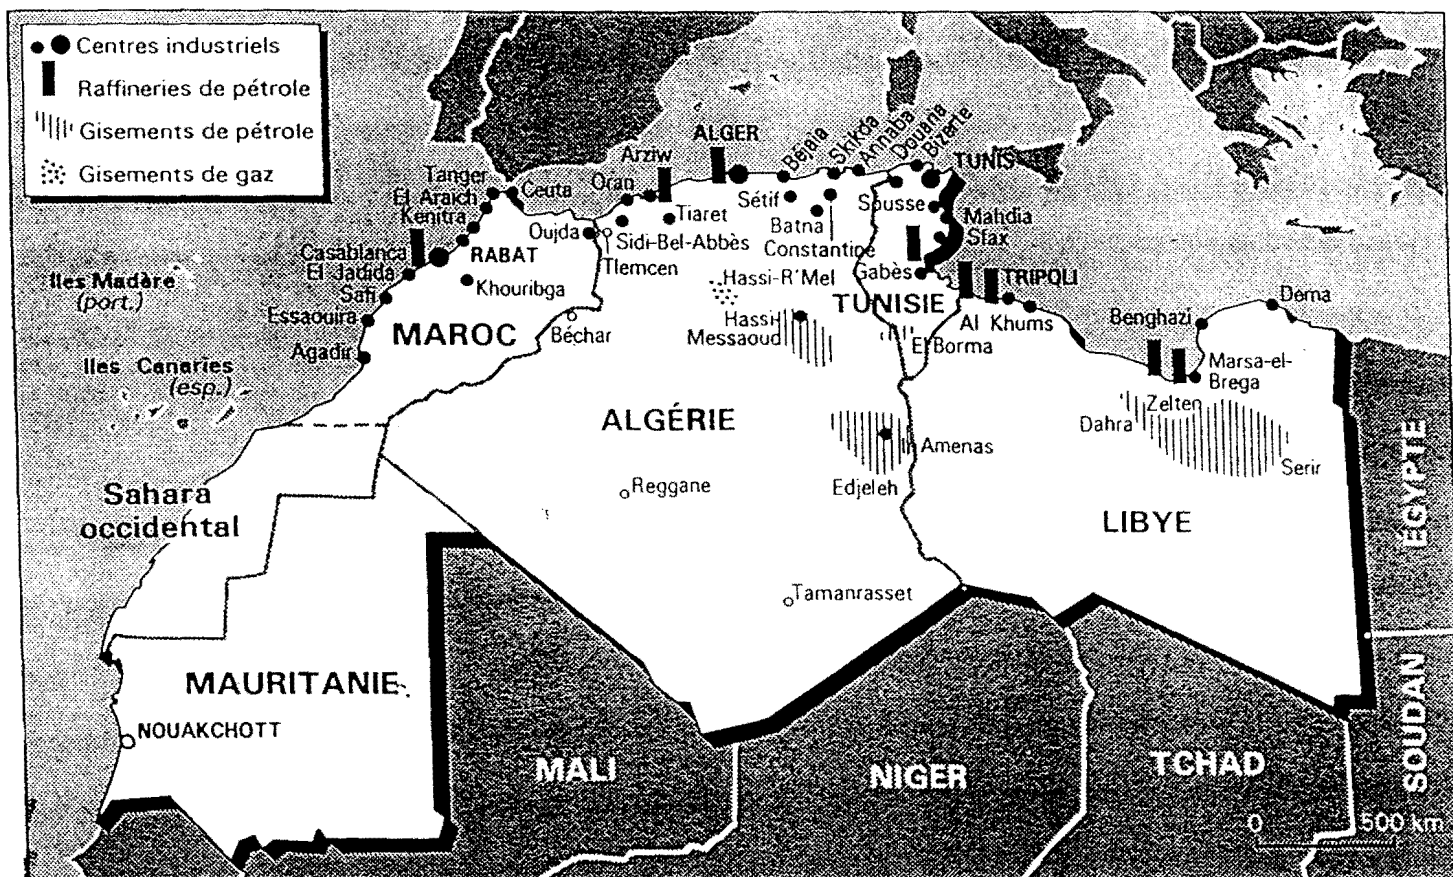 Centres industriels
Raffineries de pétrole
Gisements de pétrole
Gisements de gaz
Tanger
El Araich
Kenitra
Ceuta
Casablanca
El Jadida
RABAT
Safi
Khouribga
Essaouira
MAROC
Agadir
Iles Madère
(port.)
Iles Canaries
(esp.)
Sahara
occidental
MAURITANIE
NOUAKCHOTT
Arziw
Oran
ALGER
Béjaia
Skikda
Annaba
Douana
Bizerte
TUNIS
Oujda
Sidi-Bel-Abbès
Tlemcen
Tiaret
Sétif
Batna
Constantine
Sousse
Mahdia
Sfax
Gabès
TUNISIE
Hassi-R'Mel
Hassi-
Messaoud
El Borma
Béchar
ALGÉRIE
In Amenas
Edjeleh
Reggane
Tamanrasset
TRIPOLI
Al Khums
Benghazi
Derna
Marsa-el-
Brega
Zelten
Dahra
Serir
LIBYE
ÉGYPTE
SOUDAN
MALI
NIGER
TCHAD
0 500 km